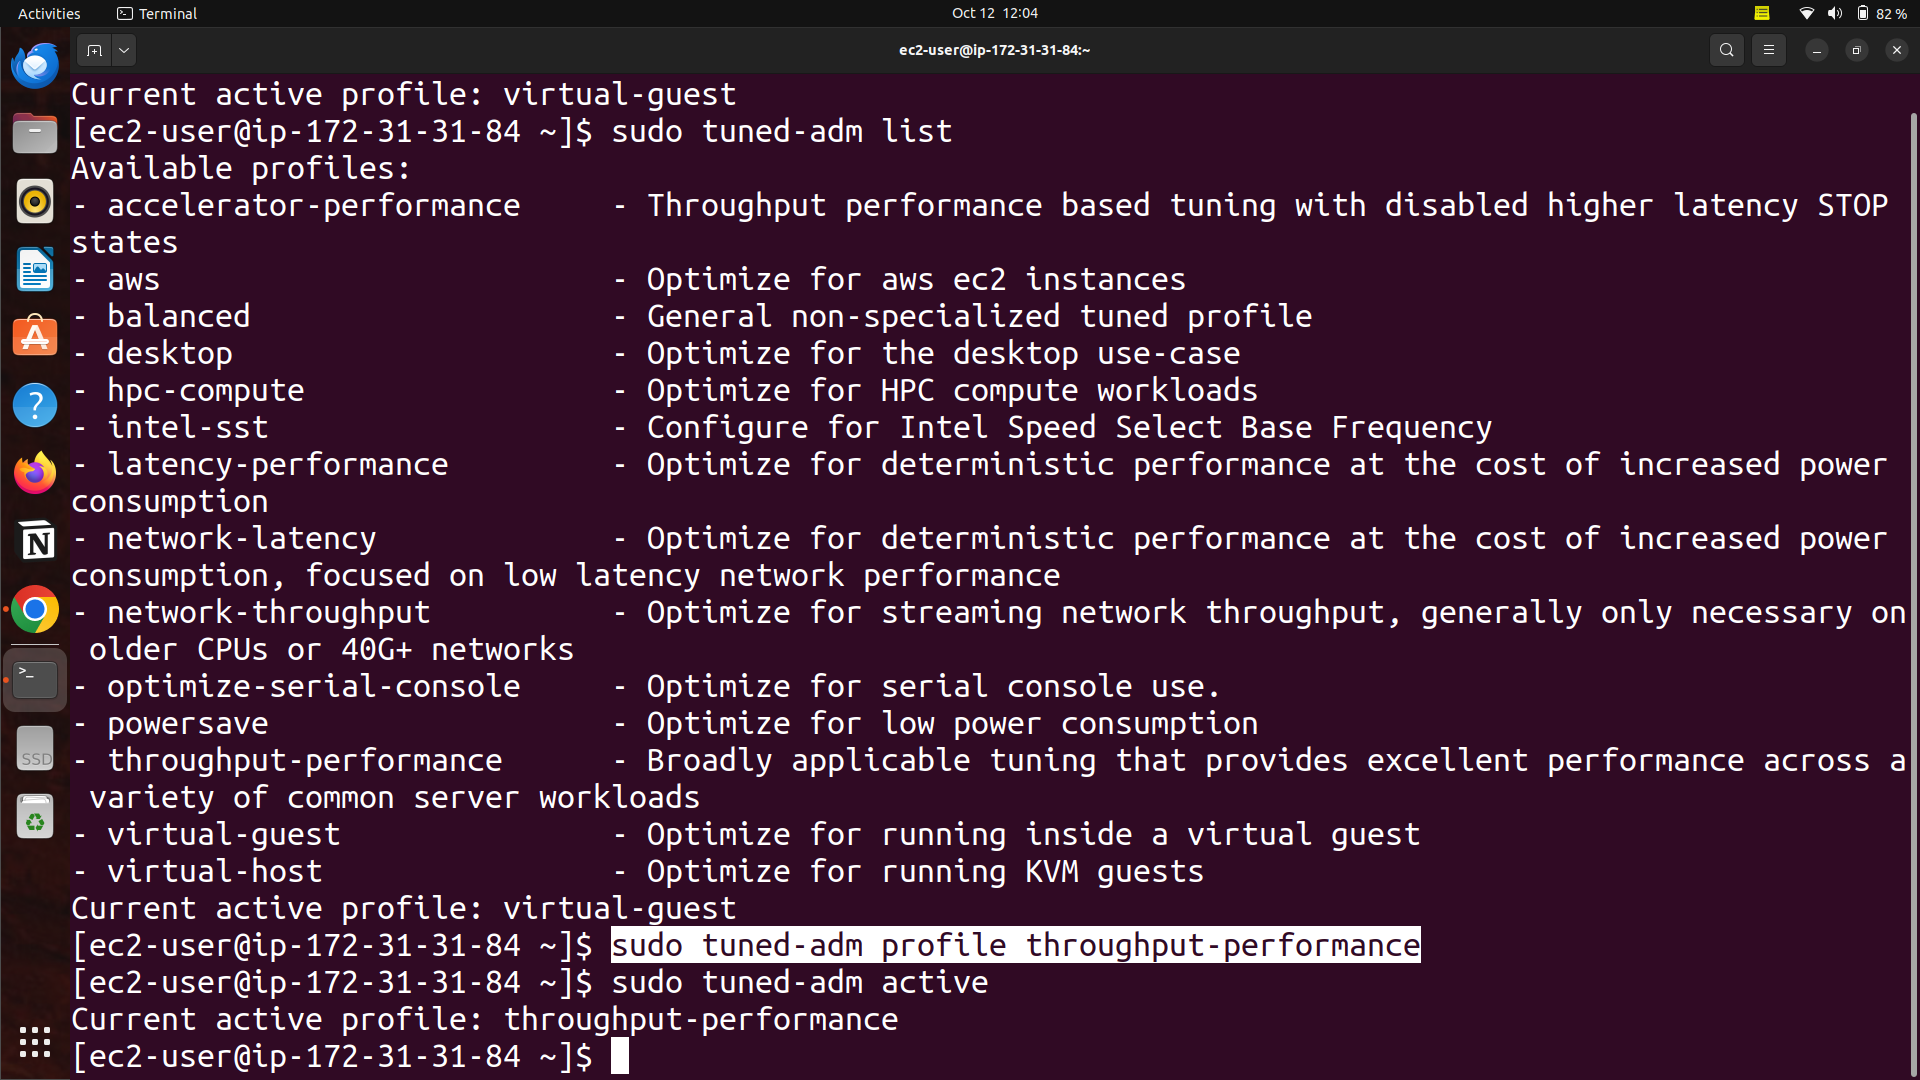 Activities
Terminal
Oct 12 12:04
82 %
ec2-user@ip-172-31-31-84:~
Current active profile: virtual-guest
[ec2-user@ip-172-31-31-84 ~]$ sudo tuned-adm list
Available profiles:
- accelerator-performance - Throughput performance based tuning with disabled higher latency STOP
states
- aws - Optimize for aws ec2 instances
- balanced - General non-specialized tuned profile
- desktop - Optimize for the desktop use-case
- hpc-compute - Optimize for HPC compute workloads
- intel-sst - Configure for Intel Speed Select Base Frequency
- latency-performance - Optimize for deterministic performance at the cost of increased power
consumption
- network-latency - Optimize for deterministic performance at the cost of increased power
consumption, focused on low latency network performance
- network-throughput - Optimize for streaming network throughput, generally only necessary on
older CPUs or 40G+ networks
- optimize-serial-console - Optimize for serial console use.
- powersave - Optimize for low power consumption
- throughput-performance - Broadly applicable tuning that provides excellent performance across a
variety of common server workloads
- virtual-guest - Optimize for running inside a virtual guest
- virtual-host - Optimize for running KVM guests
Current active profile: virtual-guest
[ec2-user@ip-172-31-31-84 ~]$ sudo tuned-adm profile throughput-performance
[ec2-user@ip-172-31-31-84 ~]$ sudo tuned-adm active
Current active profile: throughput-performance
[ec2-user@ip-172-31-31-84 ~]$
SSD